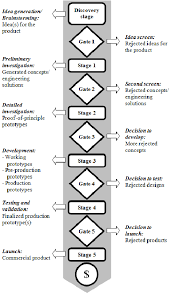 Idea generation/
Brainstorming:
Idea(s) for the
product
Discovery
stage
Gate 1
Idea screen:
Rejected ideas for
the product
Preliminary
investigation:
Generated concepts/
engineering
solutions
Stage 1
Gate 2
Second screen:
Rejected concepts/
engineering
solutions
Detailed
investigation:
Proof-of-principle
prototypes
Stage 2
Gate 3
Decision to
develop:
More rejected
concepts
Development:
- Working
prototypes
- Pre-production
prototypes
- Production
prototypes
Stage 3
Gate 4
Decision to test:
Rejected designs
Testing and
validation:
Finalized production
prototype(s)
Stage 4
Gate 5
Decision to
launch:
Rejected products
Launch:
Commercial product
Stage 5
$